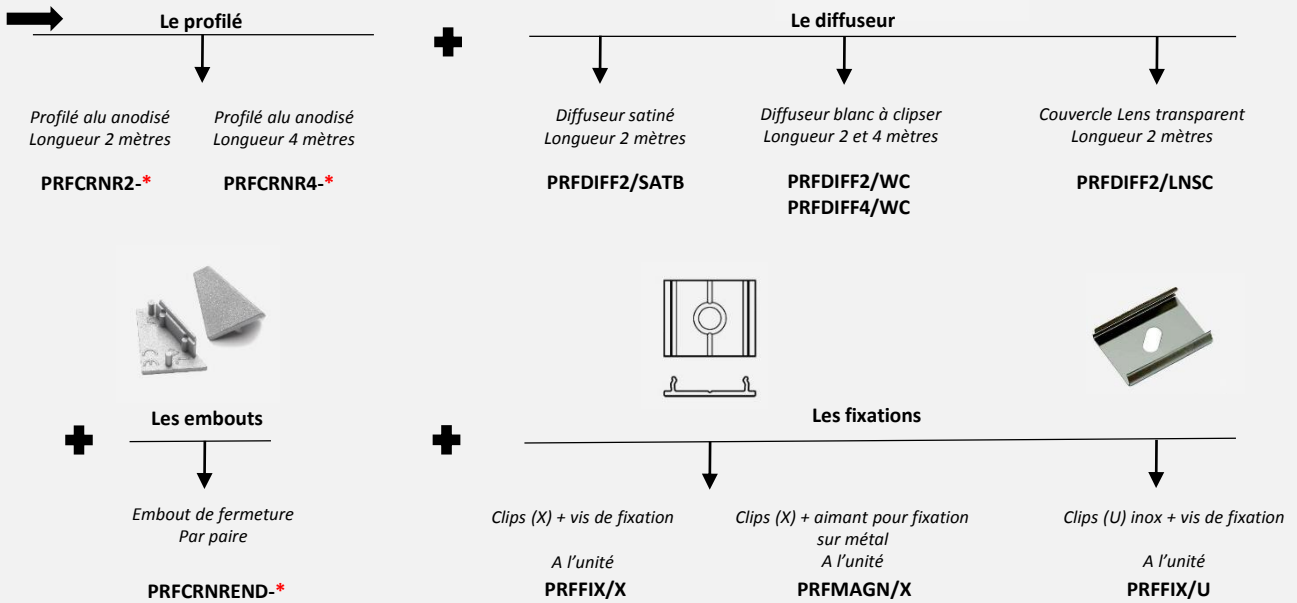 Le profilé
Profilé alu anodisé
Longueur 2 mètres
PRFCRNR2-*
Profilé alu anodisé
Longueur 4 mètres
PRFCRNR4-*
Le diffuseur
Diffuseur satiné
Longueur 2 mètres
PRFDIFF2/SATB
Diffuseur blanc à clipser
Longueur 2 et 4 mètres
PRFDIFF2/WC
PRFDIFF4/WC
Couvercle Lens transparent
Longueur 2 mètres
PRFDIFF2/LNSC
Les embouts
Embout de fermeture
Par paire
PRFCRNREND-*
Les fixations
Clips (X) + vis de fixation
A l’unité
PRFFIX/X
Clips (X) + aimant pour fixation
sur métal
A l’unité
PRFMAGN/X
Clips (U) inox + vis de fixation
A l’unité
PRFFIX/U